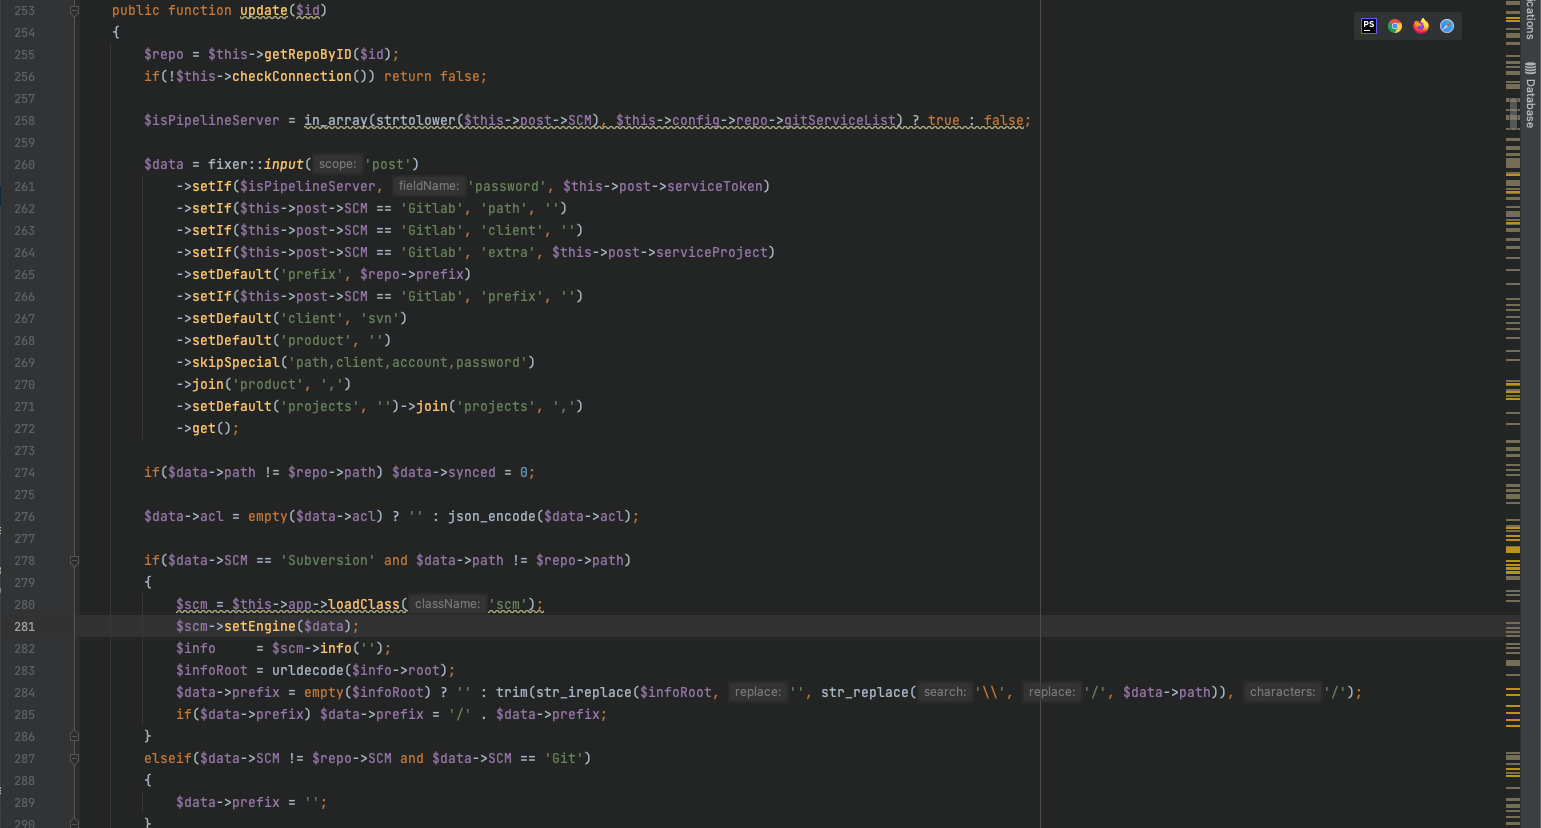 253 public function update($id)
254 {
255 $repo = $this->getRepoByID($id);
256 if(!$this->checkConnection()) return false;
257
258 $isPipelineServer = in_array(strtolower($this->post->SCM), $this->config->repo->gitServiceList) ? true : false;
259
260 $data = fixer::input( scope: 'post')
261 ->setIf($isPipelineServer, fieldName: 'password', $this->post->serviceToken)
262 ->setIf($this->post->SCM == 'Gitlab', 'path', '')
263 ->setIf($this->post->SCM == 'Gitlab', 'client', '')
264 ->setIf($this->post->SCM == 'Gitlab', 'extra', $this->post->serviceProject)
265 ->setDefault('prefix', $repo->prefix)
266 ->setIf($this->post->SCM == 'Gitlab', 'prefix', '')
267 ->setDefault('client', 'svn')
268 ->setDefault('product', '')
269 ->skipSpecial('path,client,account,password')
270 ->join('product', ',')
271 ->setDefault('projects', '')->join('projects', ',')
272 ->get();
273
274 if($data->path != $repo->path) $data->synced = 0;
275
276 $data->acl = empty($data->acl) ? '' : json_encode($data->acl);
277
278 if($data->SCM == 'Subversion' and $data->path != $repo->path)
279 {
280 $scm = $this->app->loadClass( className: 'scm');
281 $scm->setEngine($data);
282 $info     = $scm->info('');
283 $infoRoot = urldecode($info->root);
284 $data->prefix = empty($infoRoot) ? '' : trim(str_ireplace($infoRoot, replace: '', str_replace( search: '\\', replace: '/', $data->path)), characters: '/');
285 if($data->prefix) $data->prefix = '/' . $data->prefix;
286 }
287 elseif($data->SCM != $repo->SCM and $data->SCM == 'Git')
288 {
289 $data->prefix = '';
290 }
PS
Database